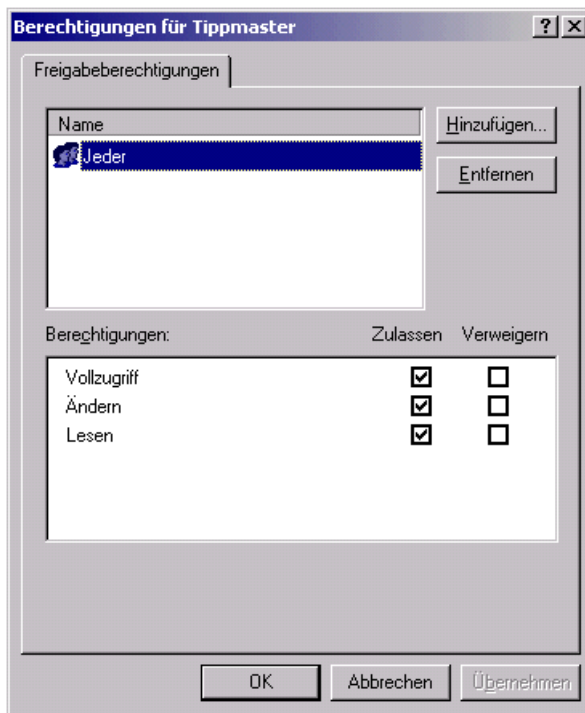 Berechtigungen für Tippmaster
Freigabeberechtigungen
Name
Hinzufügen...
Jeder
Entfernen
Berechtigungen: Zulassen Verweigern
Vollzugriff
Ändern
Lesen
OK Abbrechen Übernehmen